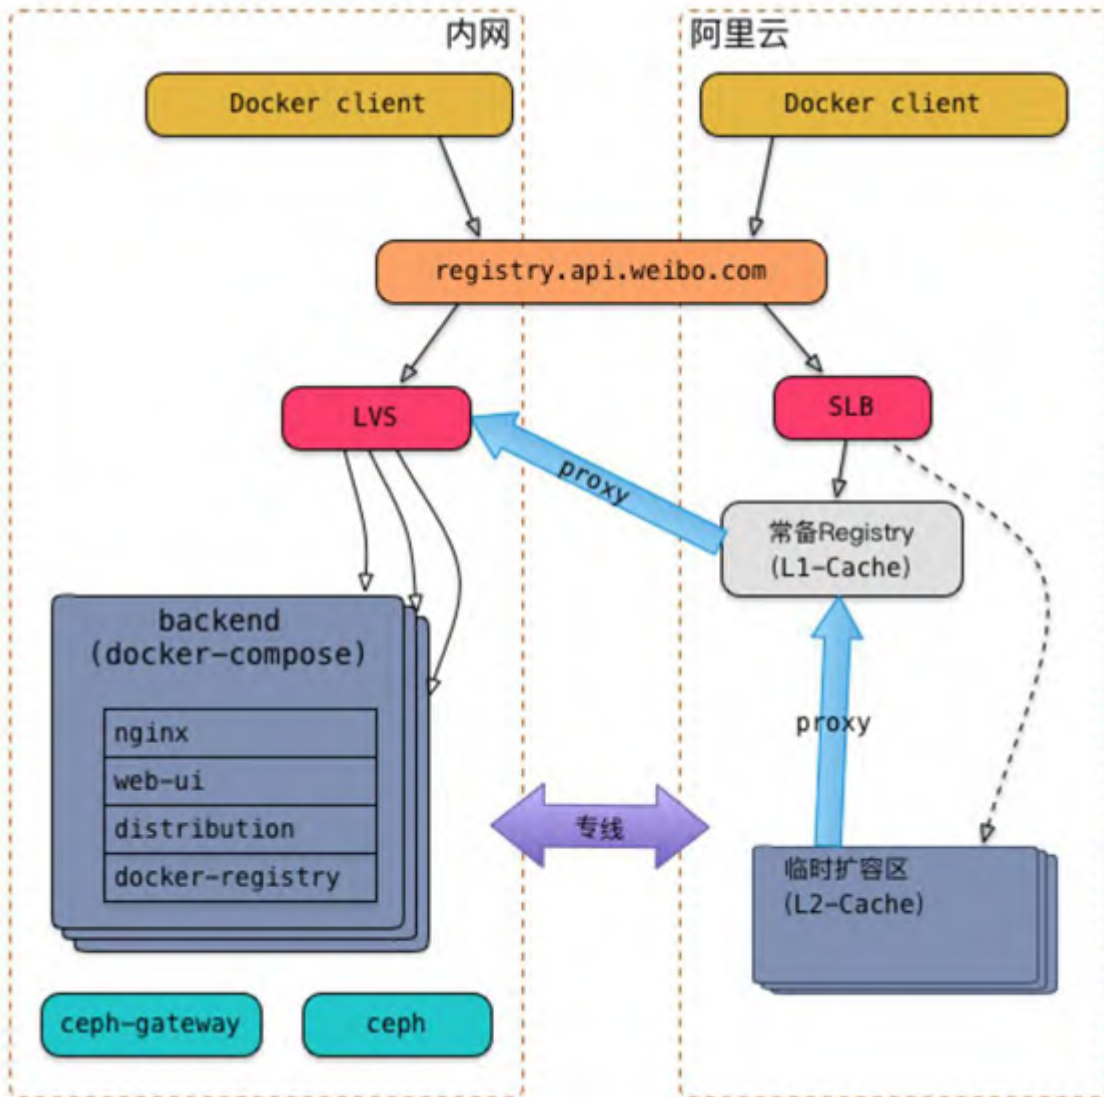 内网
阿里云
Docker client
Docker client
registry.api.weibo.com
LVS
SLB
proxy
常备Registry
(L1-Cache)
backend
(docker-compose)
nginx
web-ui
distribution
docker-registry
proxy
专线
临时扩容区
(L2-Cache)
ceph-gateway
ceph